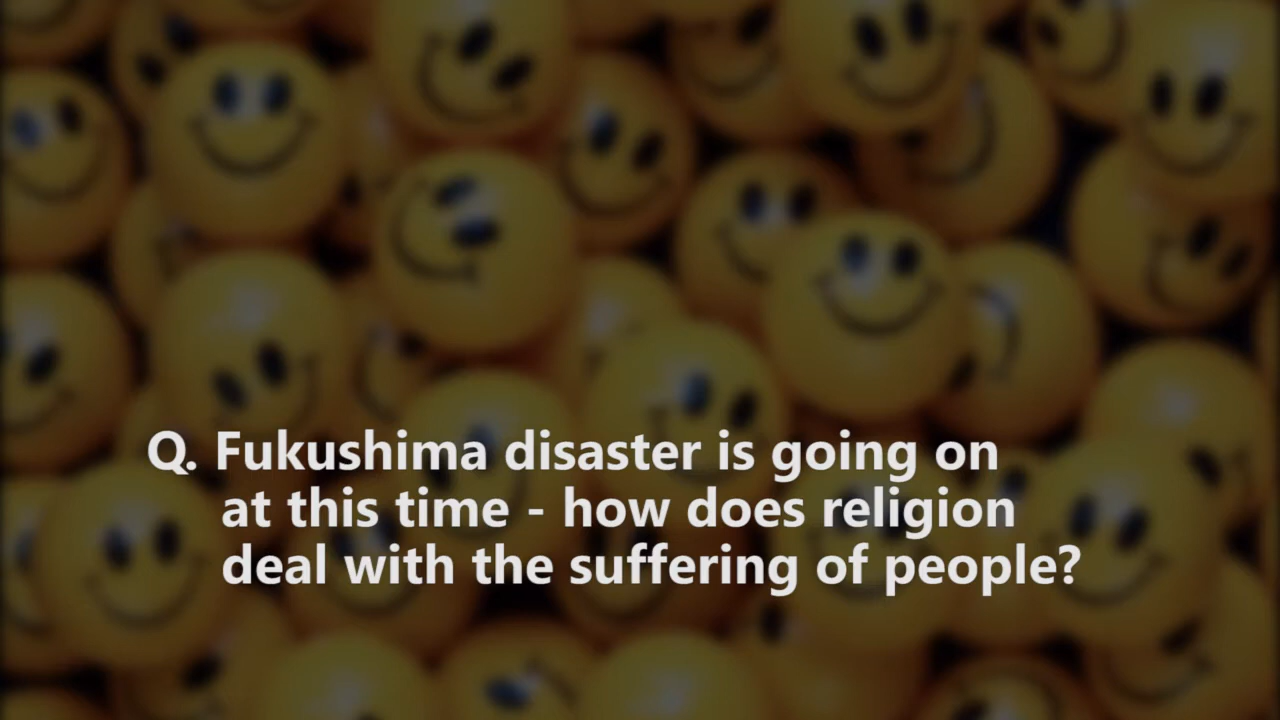 Q. Fukushima disaster is going on
at this time - how does religion
deal with the suffering of people?